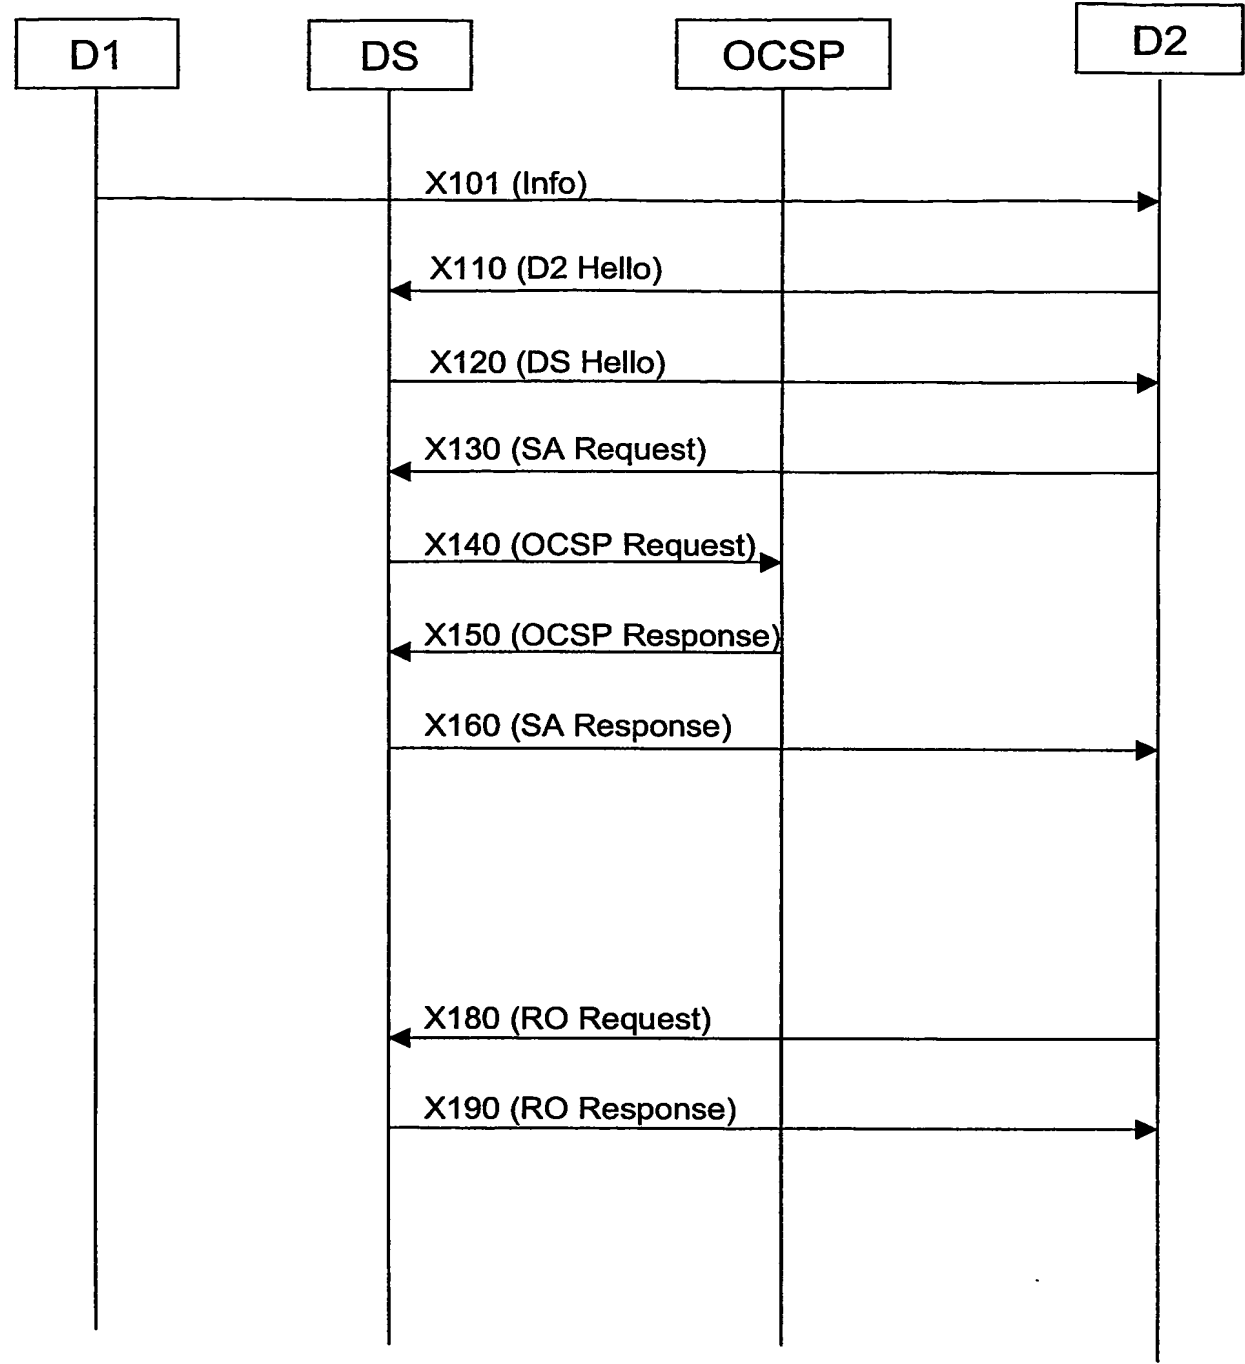 D1
DS
OCSP
D2
X101 (Info)
X110 (D2 Hello)
X120 (DS Hello)
X130 (SA Request)
X140 (OCSP Request)
X150 (OCSP Response)
X160 (SA Response)
X180 (RO Request)
X190 (RO Response)